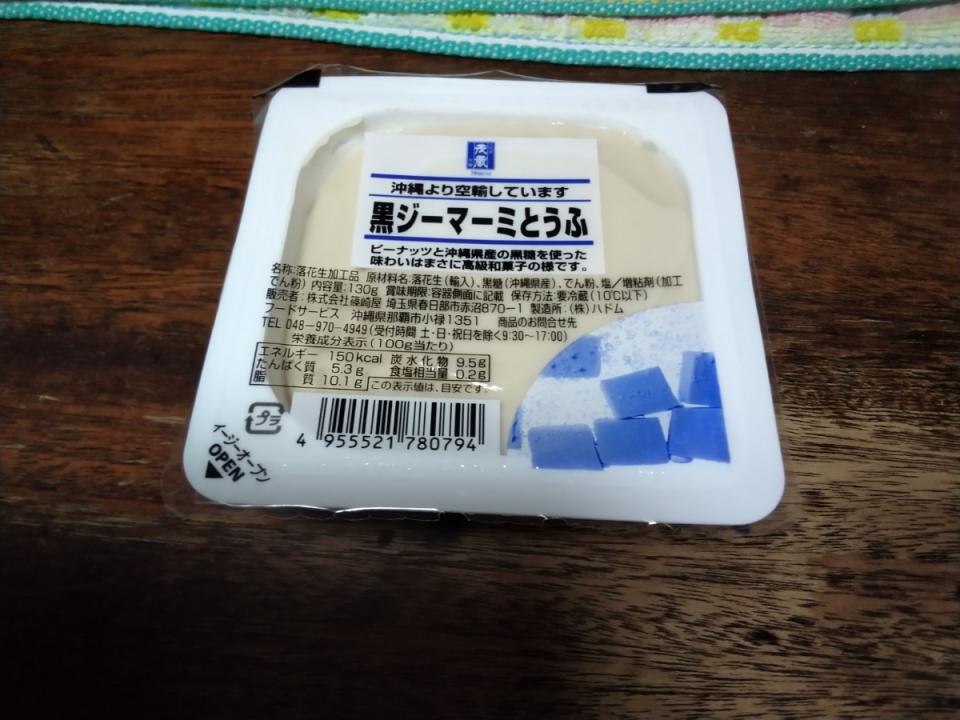 茂蔵
沖縄より空輸しています
黒ジーマーミとうふ
ピーナッツと沖縄県産の黒糖を使った
味わいはまさに高級和菓子の様です。
名称:落花生加工品 原材料名:落花生(輸入)、黒糖(沖縄県産)、でん粉、塩/増粘剤(加工
でん粉) 内容量:130g 賞味期限:容器側面に記載 保存方法:要冷蔵(10℃以下)
販売者:株式会社篠崎屋 埼玉県春日部市赤沼870-1 製造所:(株)ハドム
フードサービス 沖縄県那覇市小禄1351 商品のお問合せ先
TEL 048-970-4949(受付時間 土・日・祝日を除く9:30~17:00)
栄養成分表示(100g当たり)
エネルギー 150kcal 炭水化物 9.5g
たんぱく質 5.3g 食塩相当量 0.2g
脂質 10.1g この表示値は、目安です。
プラ
4 955521 780794
イージーオープン
OPEN